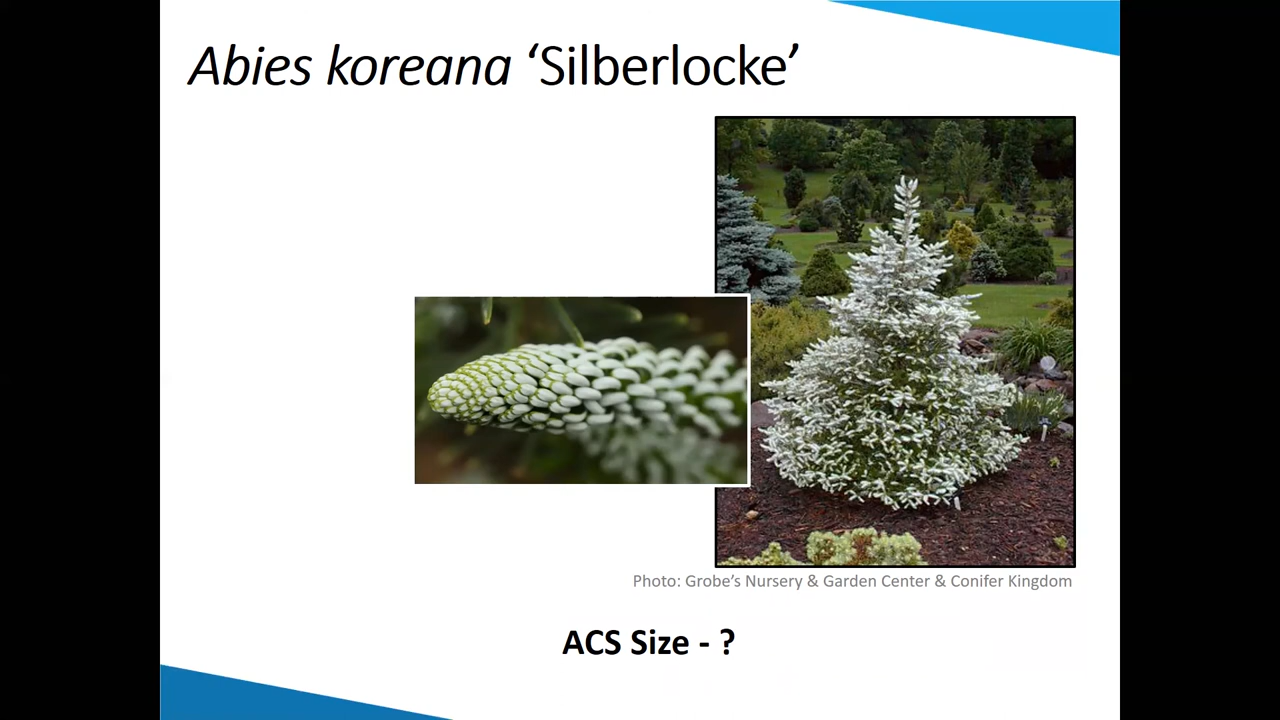 Abies koreana ‘Silberlocke’
Photo: Grobe’s Nursery & Garden Center & Conifer Kingdom
ACS Size - ?